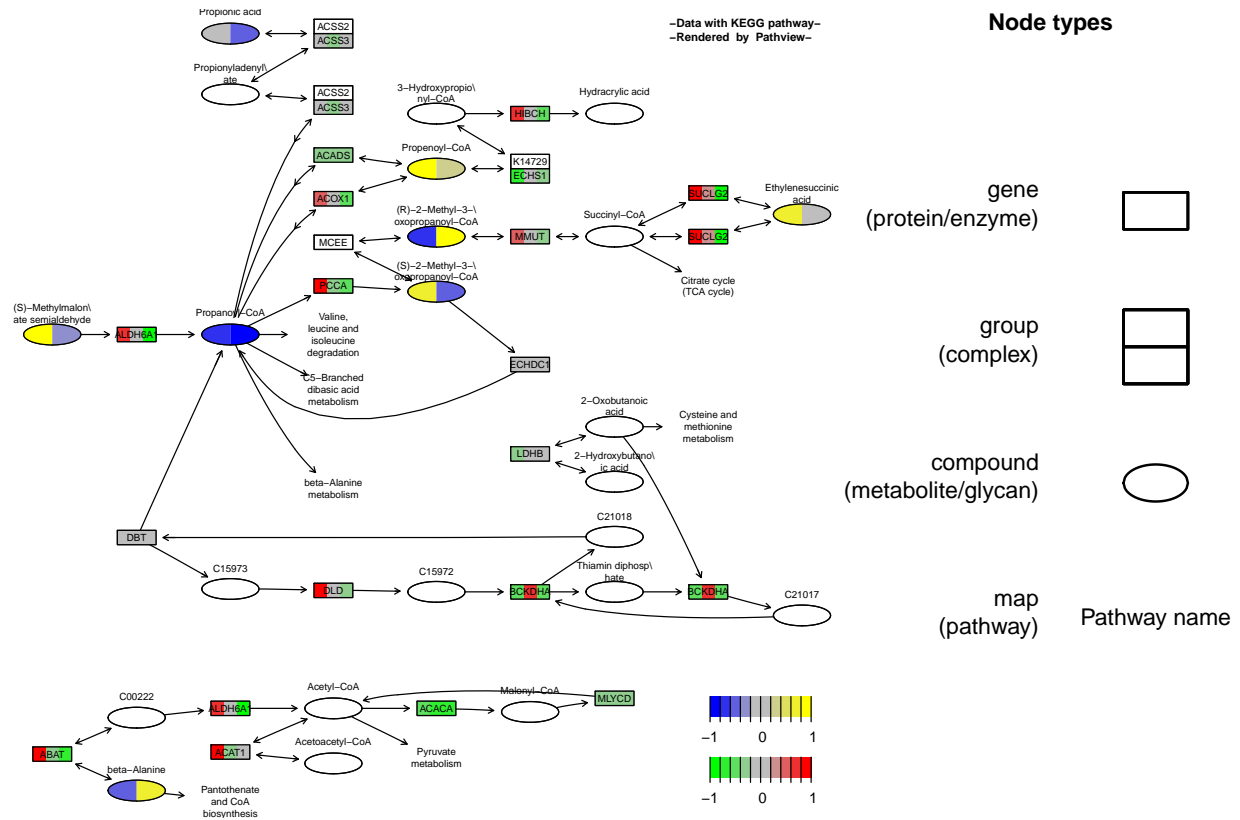 Propionic acid
ACSS2
ACSS3
–Data with KEGG pathway–
–Rendered by Pathview–
Node types
Propionyladenyl\
ate
ACSS2
ACSS3
3–Hydroxypropio\
nyl–CoA
HIBCH
Hydracrylic acid
ACADS
Propenoyl–CoA
K14729
ECHS1
ACOX1
SUCLG2
Ethylenesuccinic
acid
gene
(protein/enzyme)
(R)–2–Methyl–3–\
oxopropanoyl–CoA
Succinyl–CoA
MCEE
MMUT
SUCLG2
(S)–2–Methyl–3–\
oxopropanoyl–CoA
Citrate cycle
(TCA cycle)
PCCA
(S)–Methylmalon\
ate semialdehyde
ALDH6A1
Propanoyl–CoA
Valine,
leucine and
isoleucine
degradation
group
(complex)
ECHDC1
C5–Branched
dibasic acid
metabolism
2–Oxobutanoic
acid
Cysteine and
methionine
metabolism
LDHB
2–Hydroxybutano\
ic acid
compound
(metabolite/glycan)
beta–Alanine
metabolism
C21018
DBT
C15973
C15972
Thiamin diphosp\
hate
DLD
BCKDHA
BCKDHA
C21017
map
(pathway)
Pathway name
C00222
Acetyl–CoA
Malonyl–CoA
MLYCD
ALDH6A1
ACACA
ABAT
ACAT1
Acetoacetyl–CoA
Pyruvate
metabolism
beta–Alanine
Pantothenate
and CoA
biosynthesis
–1
0
1
–1
0
1